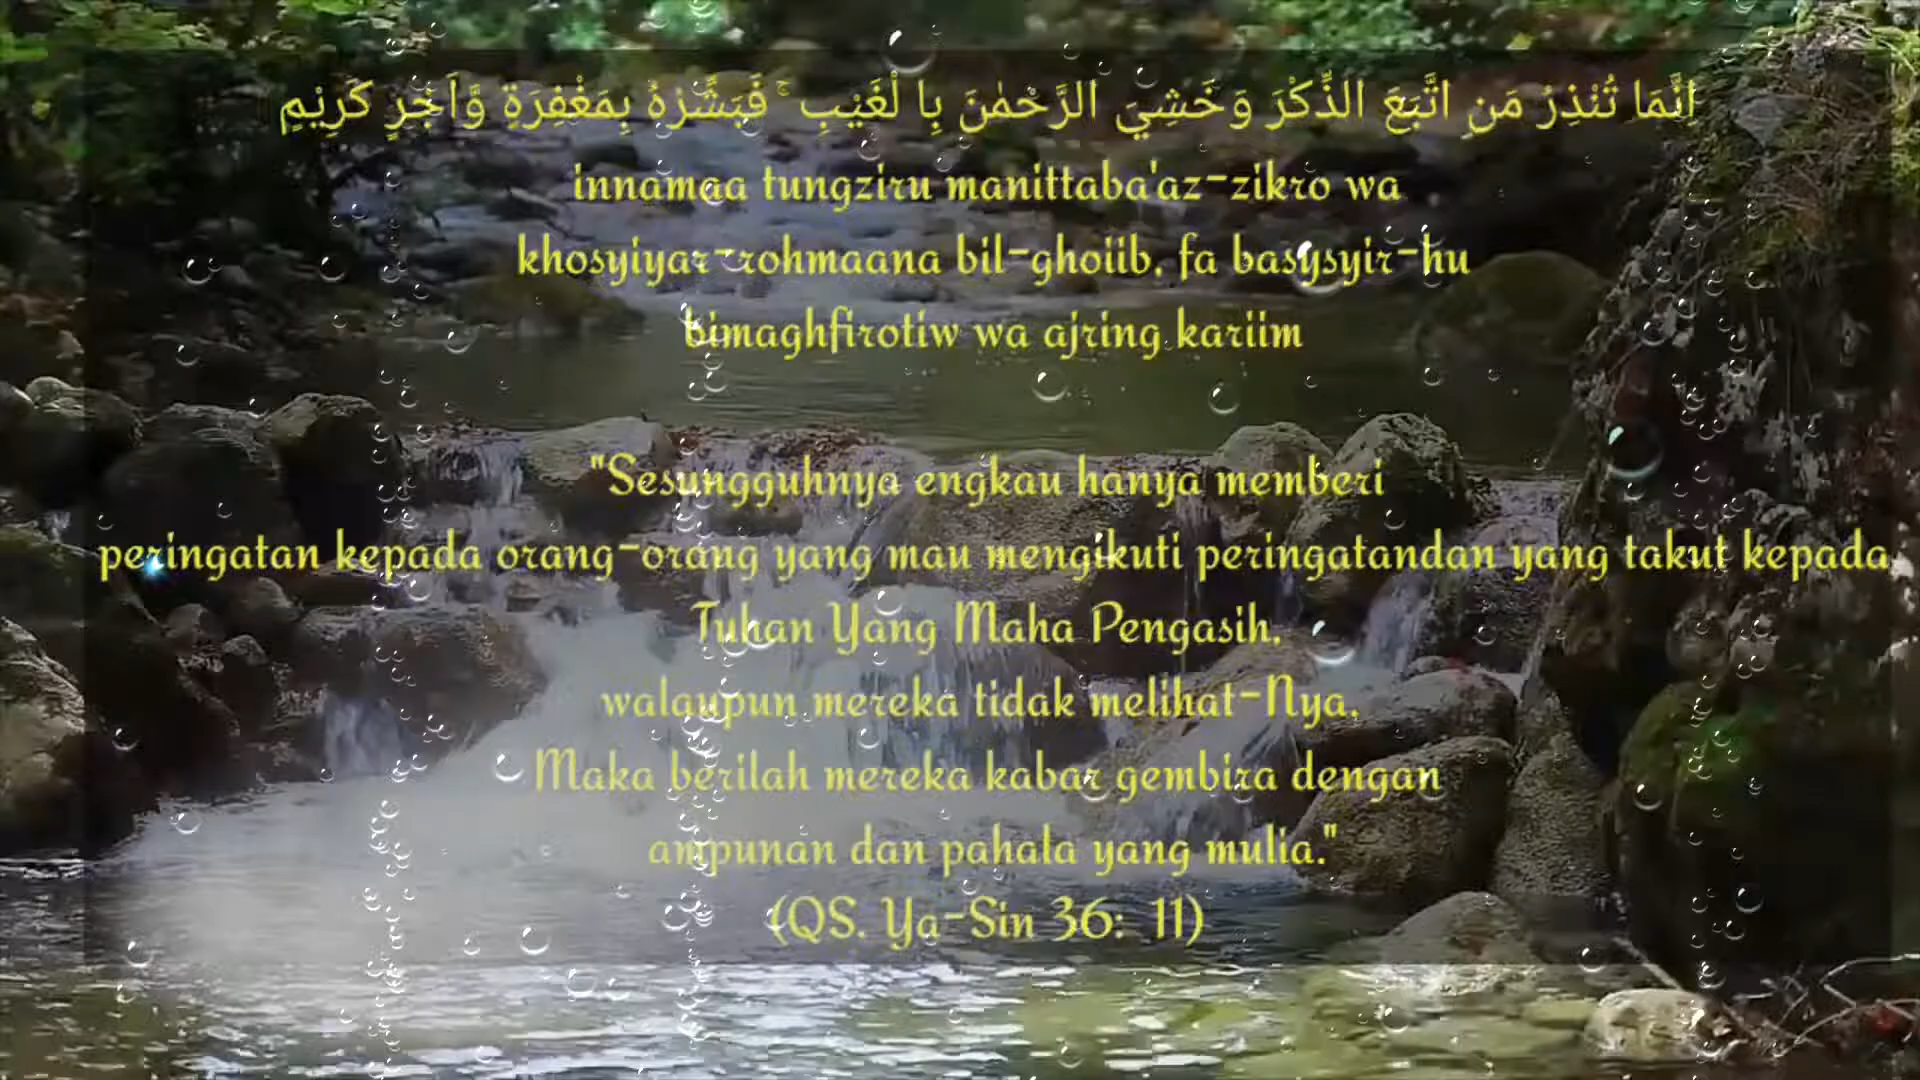 اِنَّمَا تُنْذِرُ مَنِ اتَّبَعَ الذِّكْرَ وَخَشِيَ الرَّحْمٰنَ بِا لْغَيْبِ ۚ فَبَشِّرْهُ بِمَغْفِرَةٍ وَّاَجْرٍ كَرِيْمٍ
innamaa tungziru manittaba'az-zikro wa
khosyiyar-rohmaana bil-ghoiib, fa basysyir-hu
bimaghfirotiw wa ajring kariim
"Sesungguhnya engkau hanya memberi
peringatan kepada orang-orang yang mau mengikuti peringatandan yang takut kepada
Tuhan Yang Maha Pengasih,
walaupun mereka tidak melihat-Nya,
Maka berilah mereka kabar gembira dengan
ampunan dan pahala yang mulia."
(QS. Ya-Sin 36: 11)